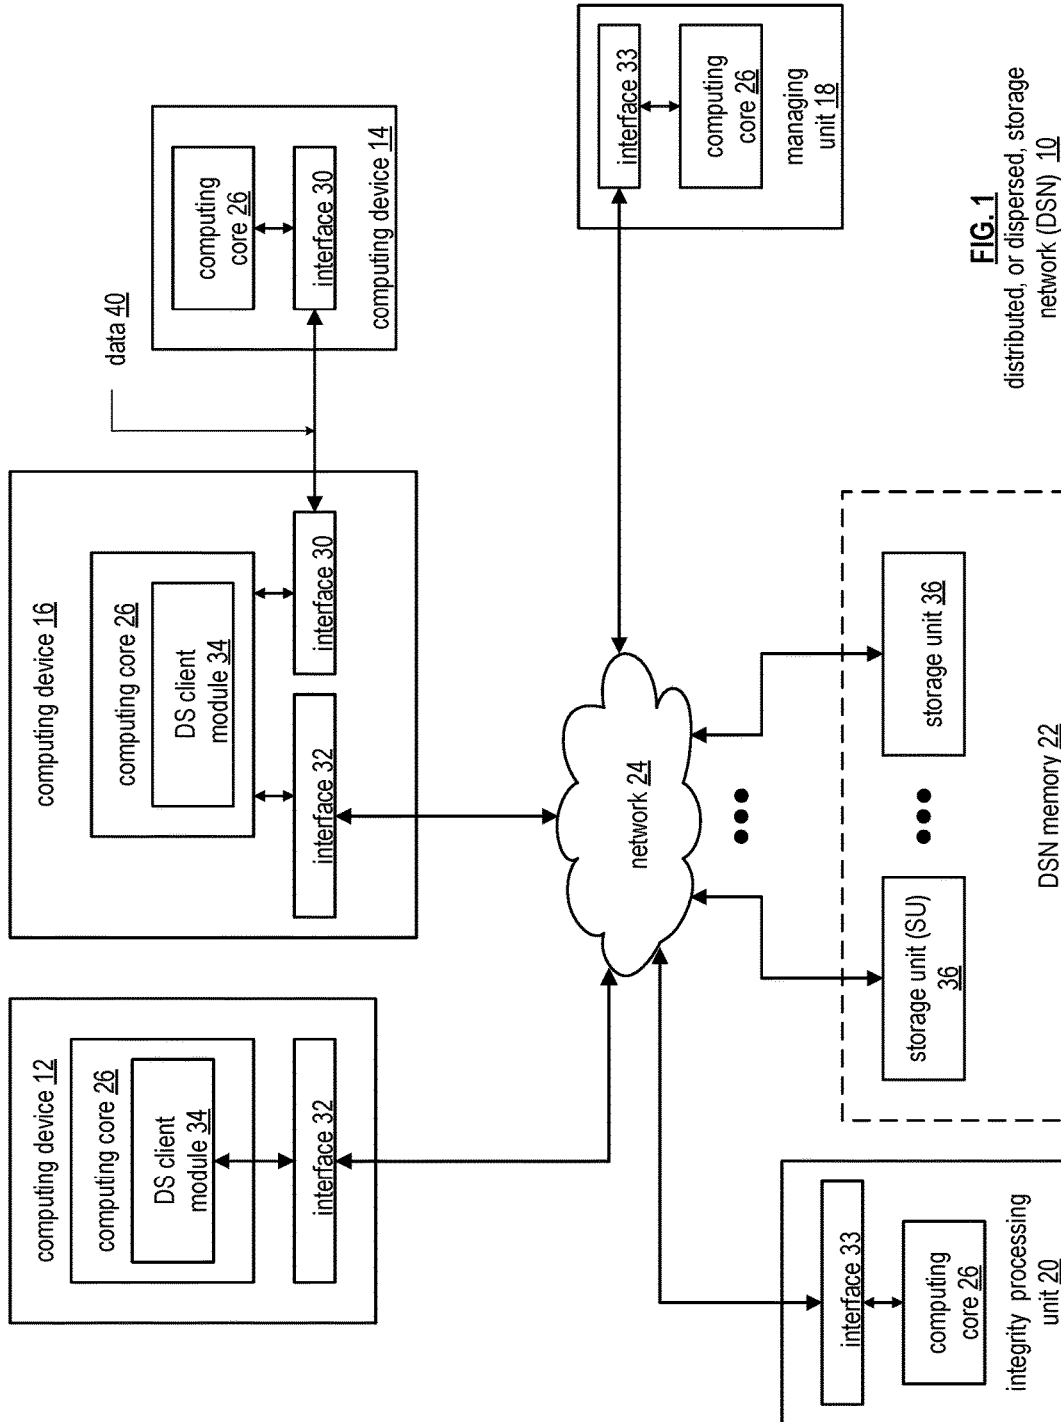 computing device 12
computing core 26
DS client
module 34
interface 32
computing device 16
computing core 26
DS client
module 34
interface 32
interface 30
data 40
computing
core 26
interface 30
computing device 14
network 24
interface 33
computing
core 26
managing
unit 18
interface 33
computing
core 26
integrity processing
unit 20
storage unit (SU)
36
storage unit 36
DSN memory 22
FIG. 1
distributed, or dispersed, storage
network (DSN) 10